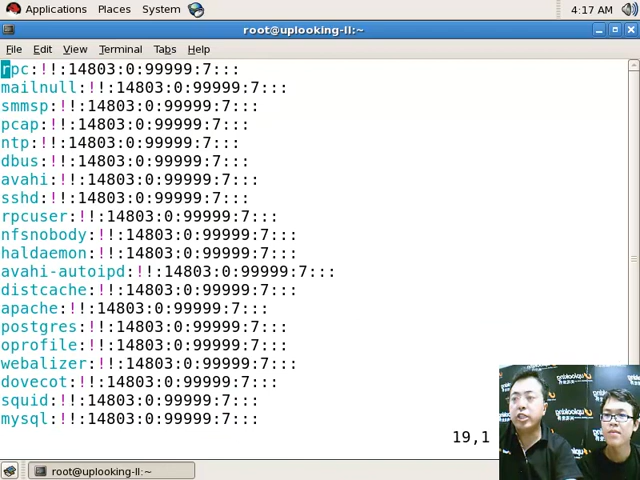 Applications Places System 4:17 AM
root@uplooking-ll:~
File Edit View Terminal Tabs Help
rpc:!!:14803:0:99999:7:::
mailnull:!!:14803:0:99999:7:::
smmsp:!!:14803:0:99999:7:::
pcap:!!:14803:0:99999:7:::
ntp:!!:14803:0:99999:7:::
dbus:!!:14803:0:99999:7:::
avahi:!!:14803:0:99999:7:::
sshd:!!:14803:0:99999:7:::
rpcuser:!!:14803:0:99999:7:::
nfsnobody:!!:14803:0:99999:7:::
haldaemon:!!:14803:0:99999:7:::
avahi-autoipd:!!:14803:0:99999:7:::
distcache:!!:14803:0:99999:7:::
apache:!!:14803:0:99999:7:::
postgres:!!:14803:0:99999:7:::
oprofile:!!:14803:0:99999:7:::
webalizer:!!:14803:0:99999:7:::
dovecot:!!:14803:0:99999:7:::
squid:!!:14803:0:99999:7:::
mysql:!!:14803:0:99999:7:::
19,1
root@uplooking-ll:~
uplooking